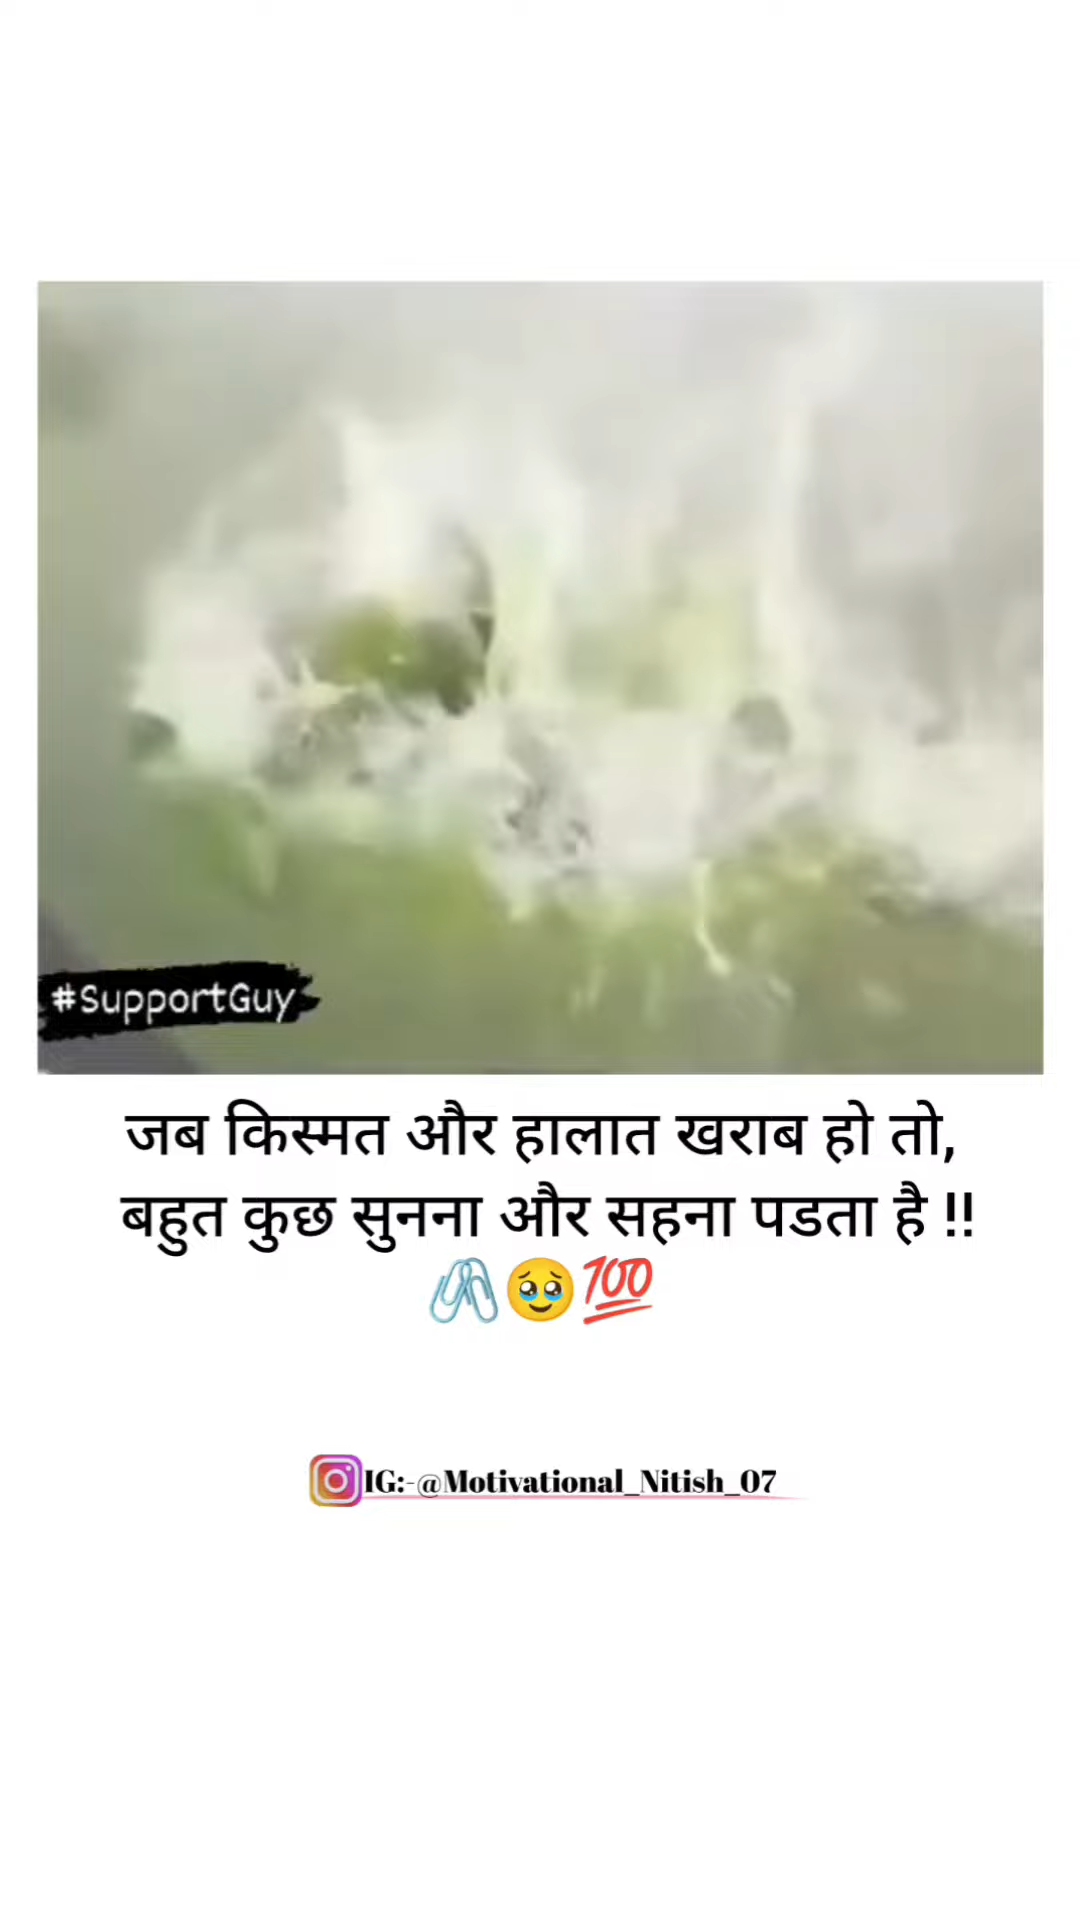 #SupportGuy
जब किस्मत और हालात खराब हो तो,
बहुत कुछ सुनना और सहना पडता है !!
🖇️🥹💯
IG:-@Motivational_Nitish_07